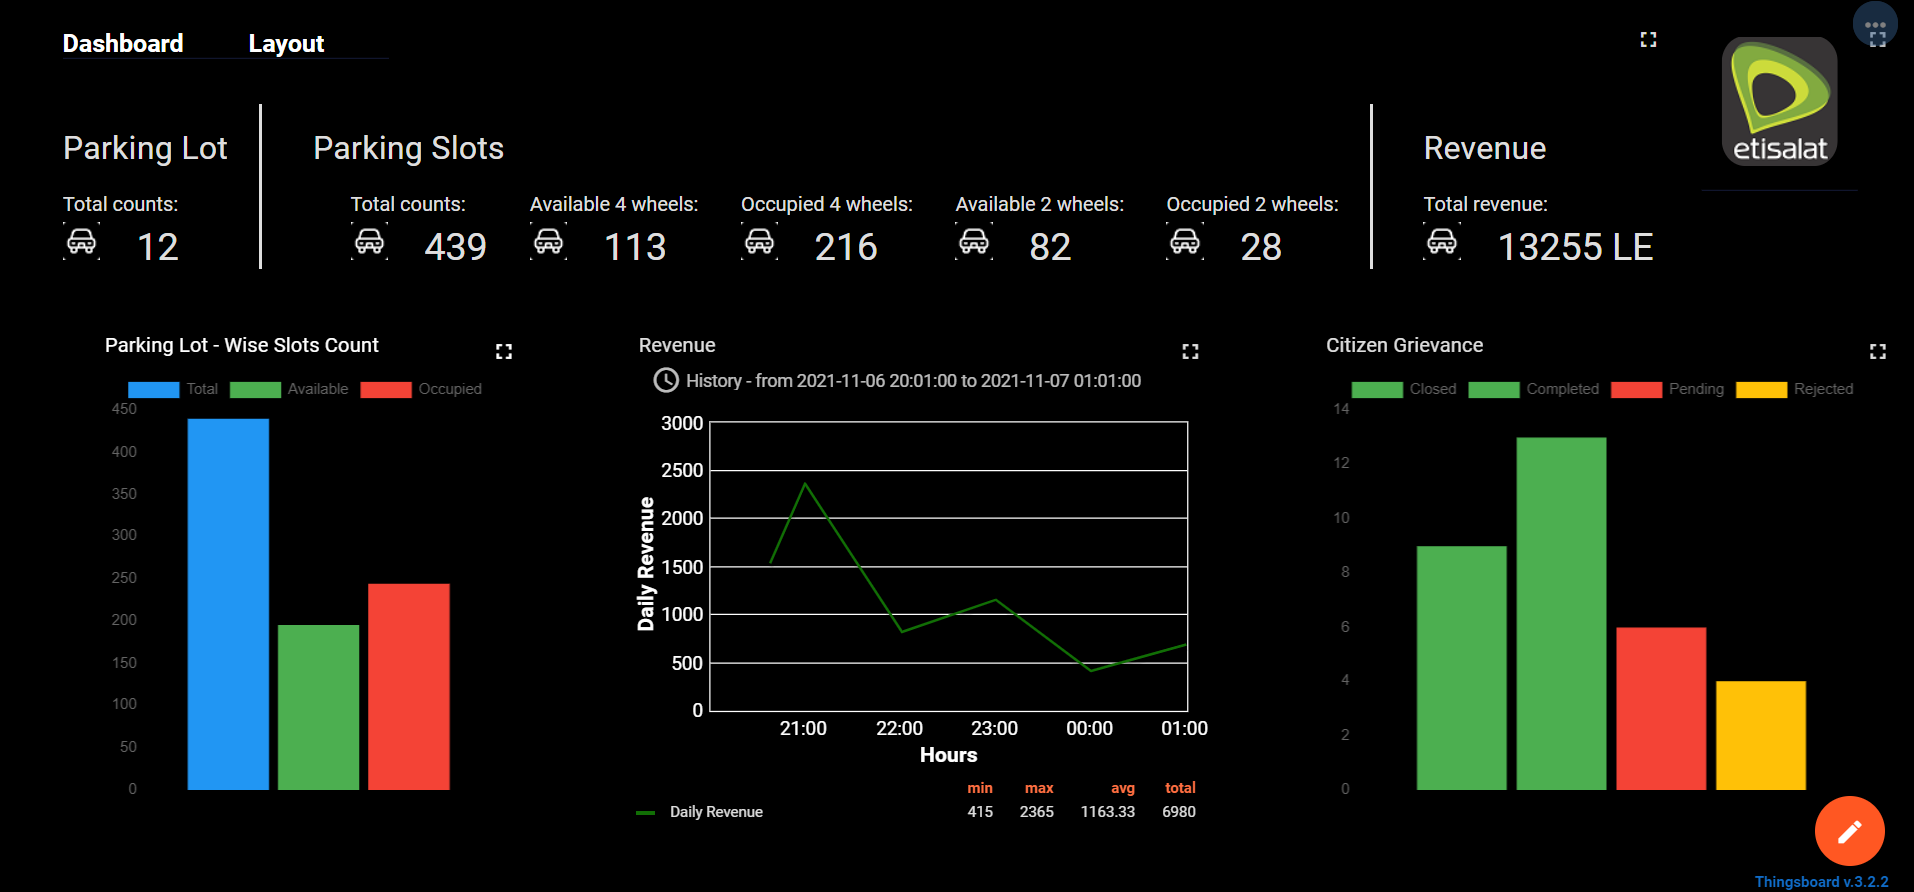 Dashboard Layout
etisalat
Parking Lot
Total counts:
12
Parking Slots
Total counts: Available 4 wheels: Occupied 4 wheels: Available 2 wheels: Occupied 2 wheels:
439 113 216 82 28
Revenue
Total revenue:
13255 LE
Parking Lot - Wise Slots Count
Total Available Occupied
450
400
350
300
250
200
150
100
50
0
Revenue
History - from 2021-11-06 20:01:00 to 2021-11-07 01:01:00
Daily Revenue
3000
2500
2000
1500
1000
500
0
21:00 22:00 23:00 00:00 01:00
Hours
min max avg total
Daily Revenue 415 2365 1163.33 6980
Citizen Grievance
Closed Completed Pending Rejected
14
12
10
8
6
4
2
0
Thingsboard v.3.2.2